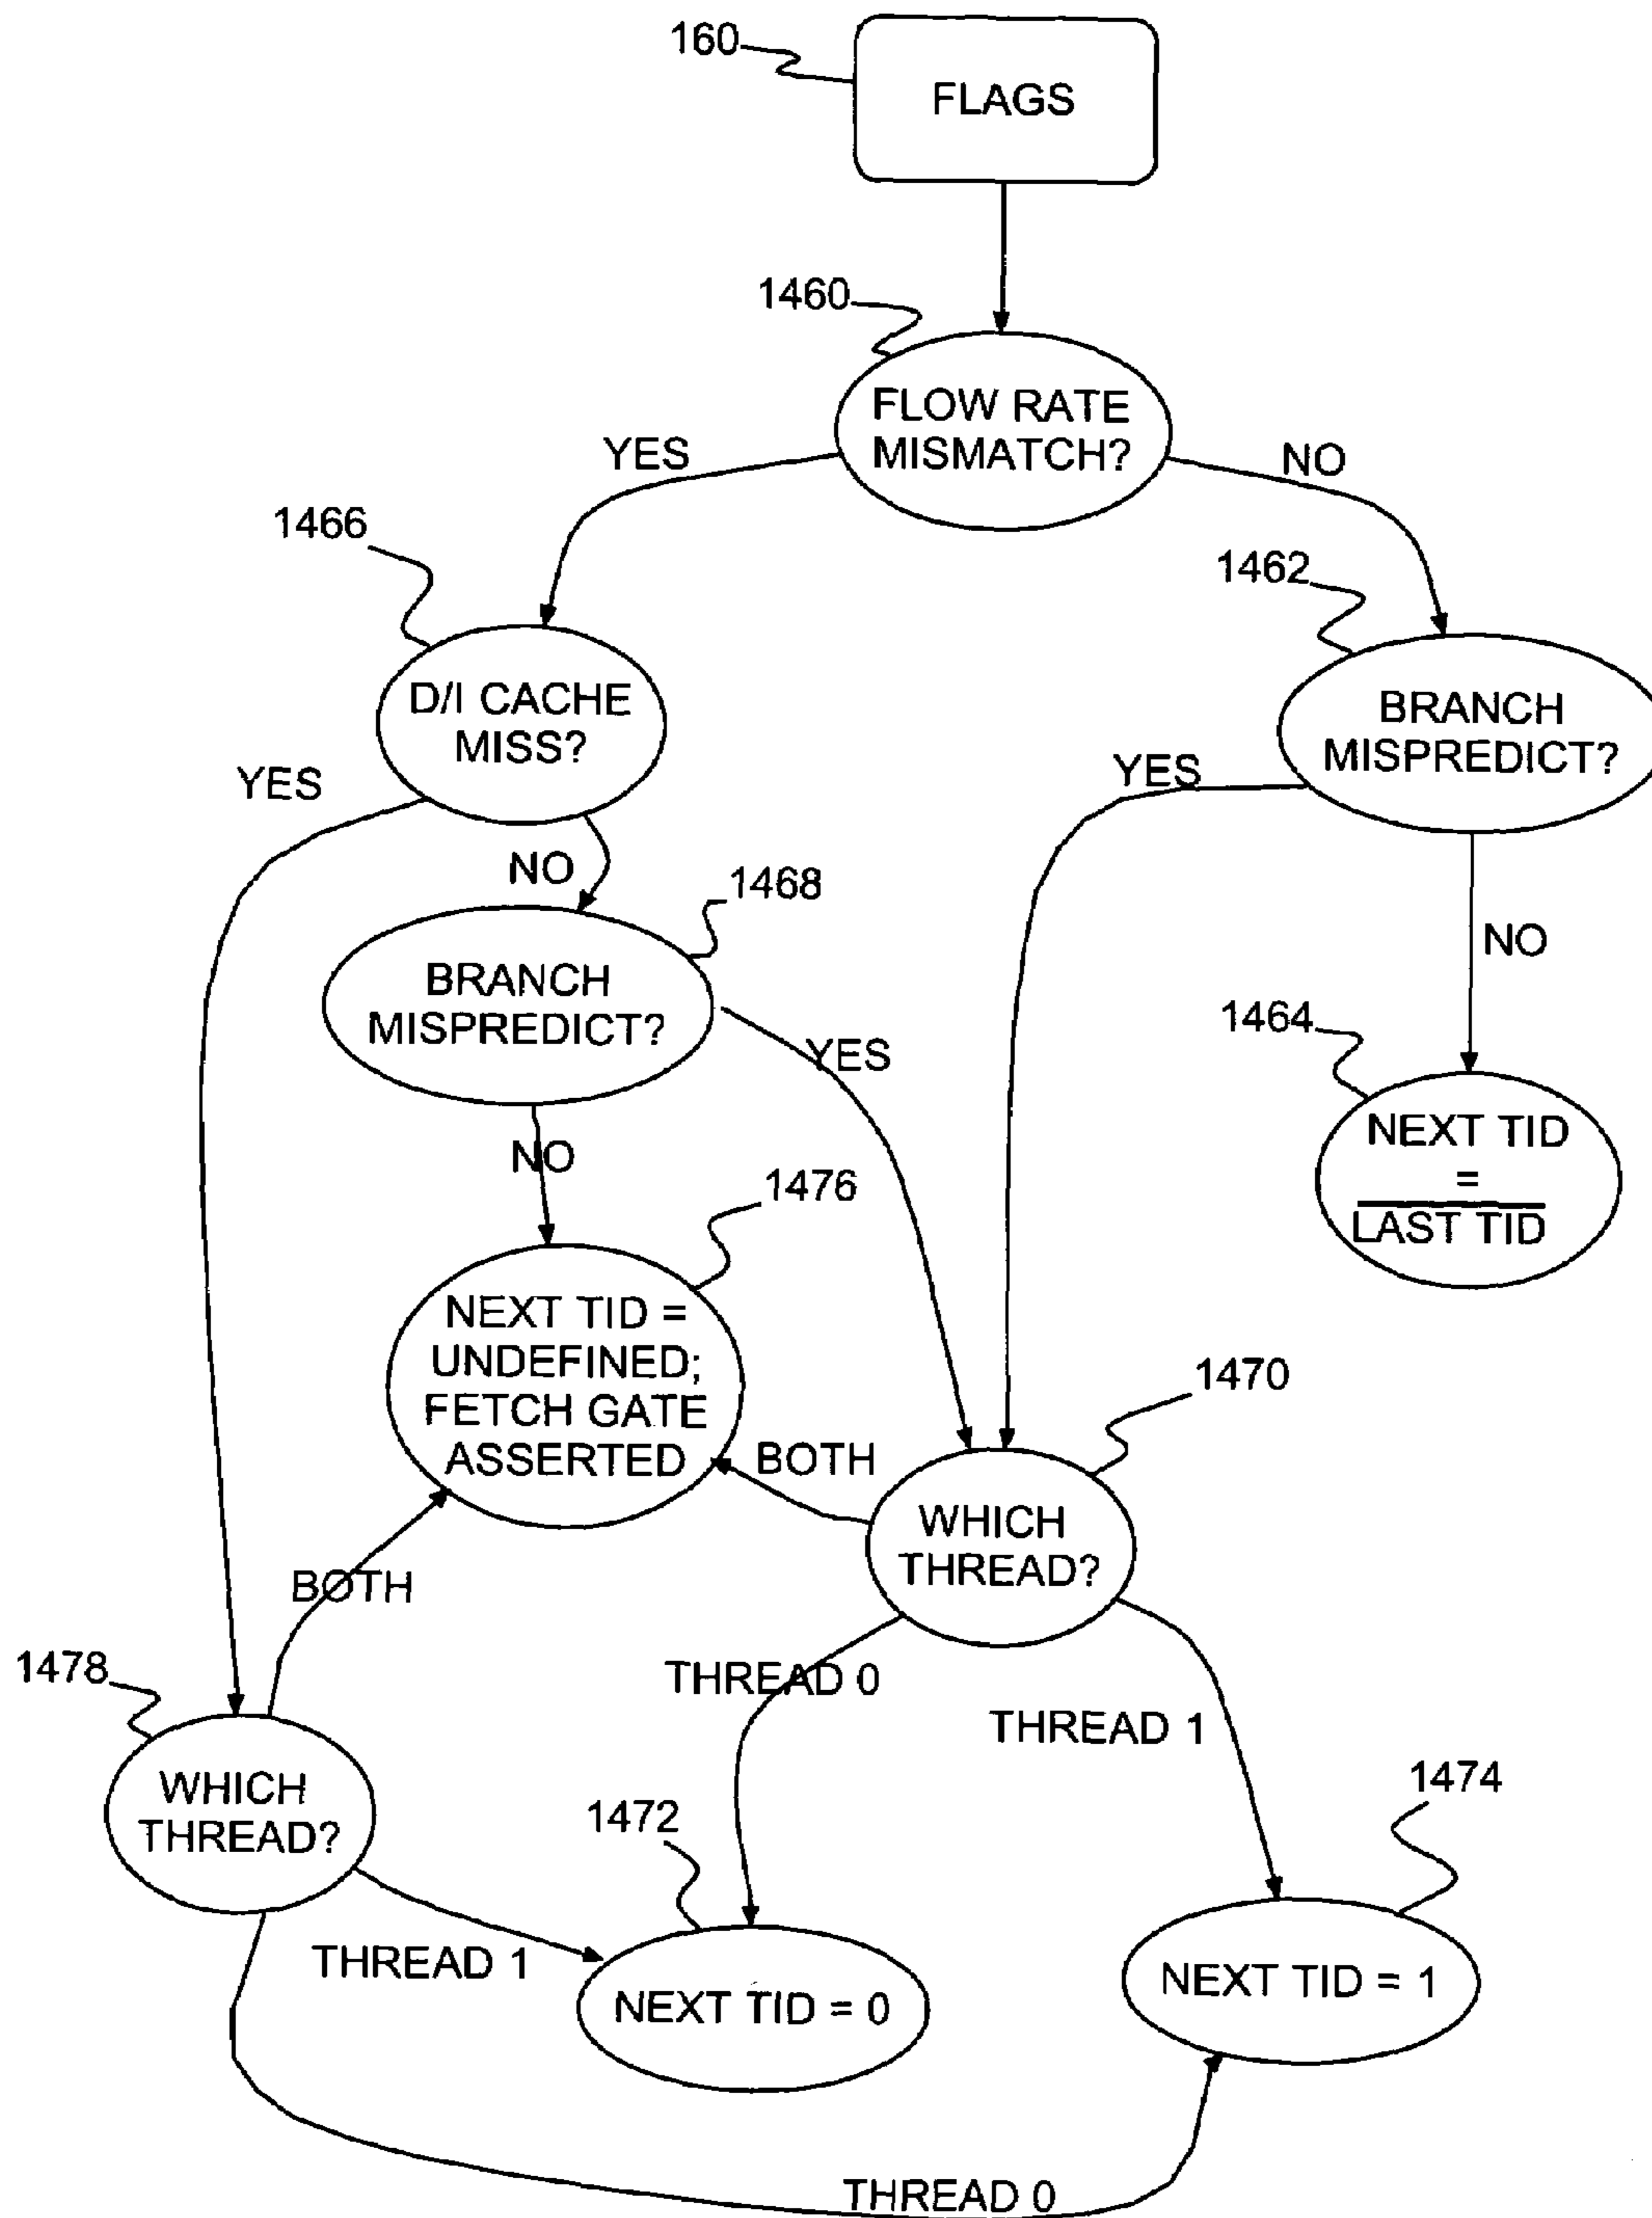 160
FLAGS
1460
FLOW RATE
MISMATCH?
YES
NO
1466
1462
D/I CACHE
MISS?
BRANCH
MISPREDICT?
YES
YES
NO
1468
NO
BRANCH
MISPREDICT?
1464
YES
NEXT TID
=
LAST TID
NO
1476
NEXT TID =
UNDEFINED;
FETCH GATE
ASSERTED
1470
BOTH
WHICH
THREAD?
BOTH
1478
THREAD 0
THREAD 1
WHICH
THREAD?
1472
1474
THREAD 1
NEXT TID = 0
NEXT TID = 1
THREAD 0